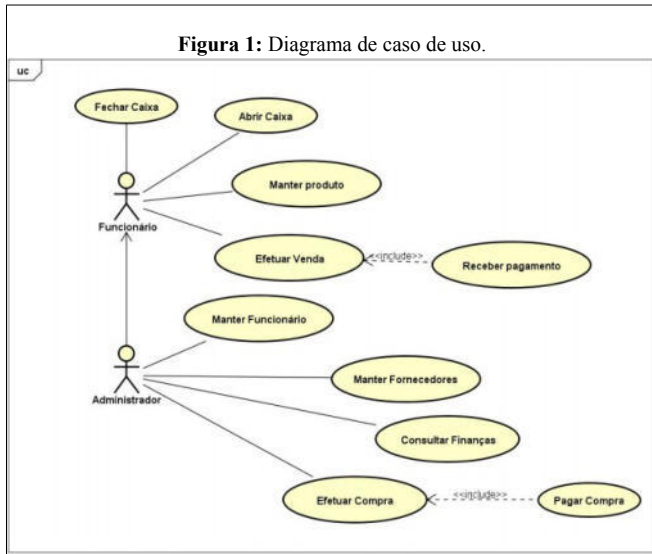 Figura 1: Diagrama de caso de uso.
uc
Fechar Caixa
Abrir Caixa
Manter produto
Funcionário
Efetuar Venda
<<include>>
Receber pagamento
Manter Funcionário
Administrador
Manter Fornecedores
Consultar Finanças
Efetuar Compra
<<include>>
Pagar Compra